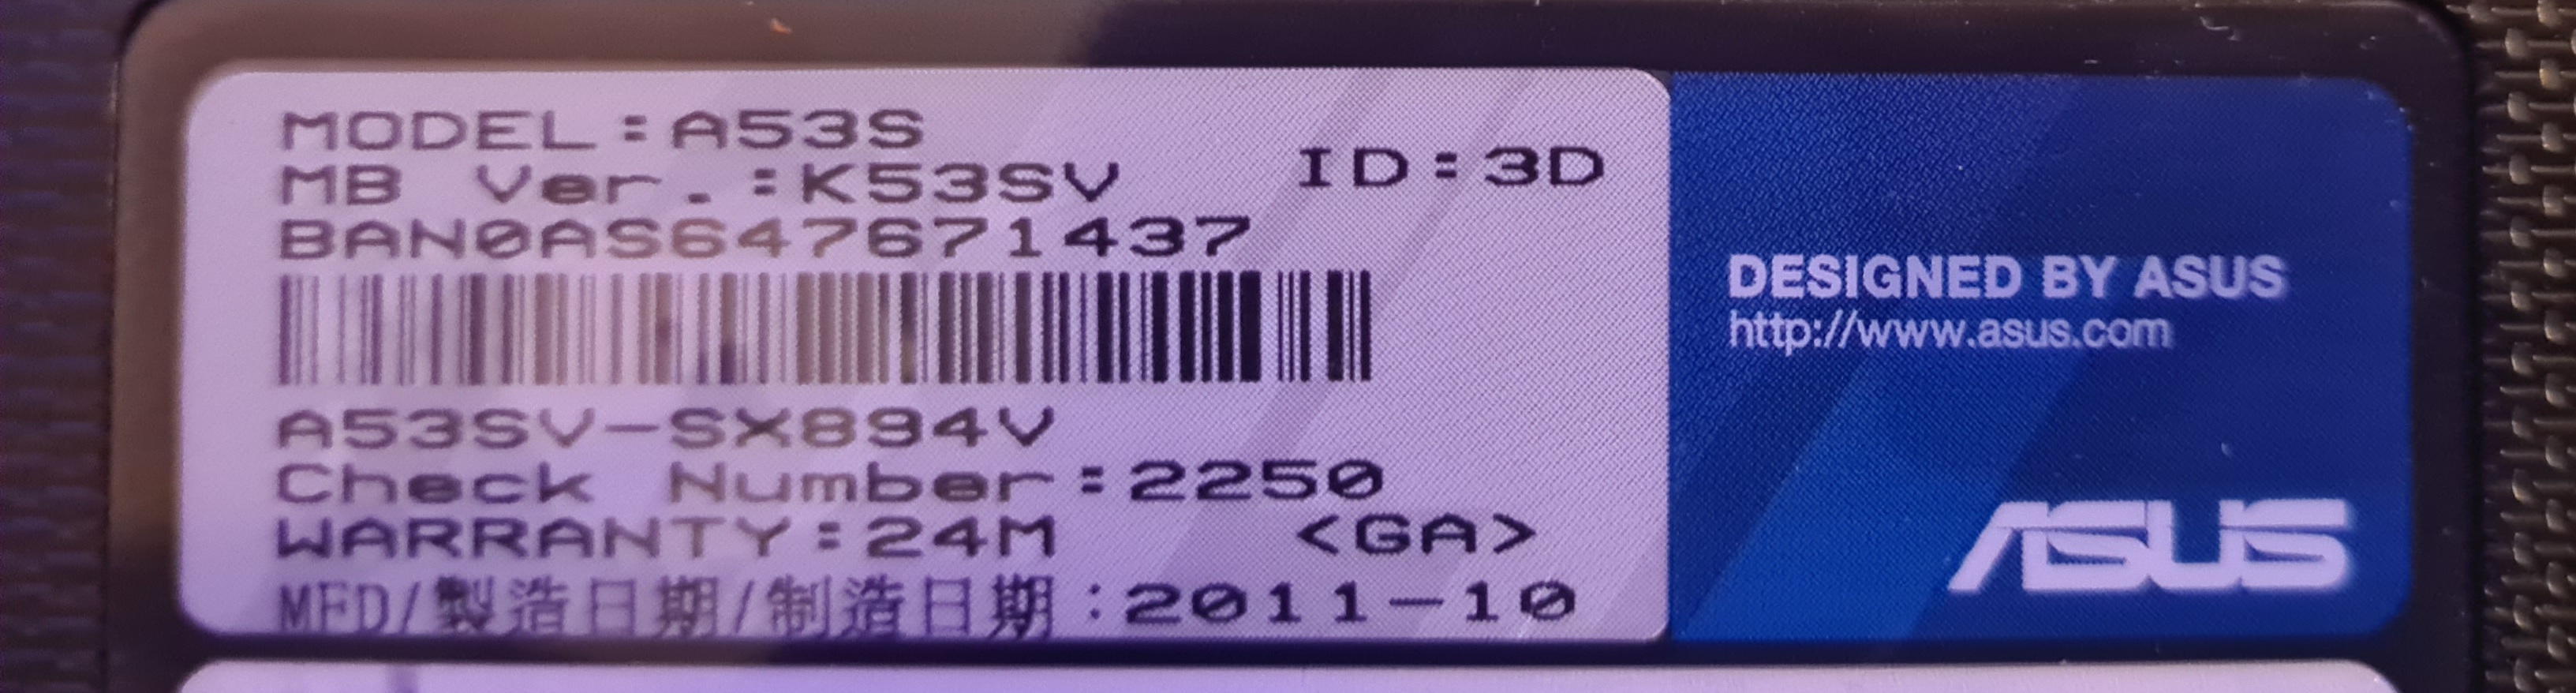 MODEL:A53S
MB Ver.:K53SV
ID:3D
BAN0AS647671437
A53SV-SX894V
Check Number:2250
WARRANTY:24M <GA>
MFD/製造日期/制造日期:2011-10
DESIGNED BY ASUS
http://www.asus.com
ASUS